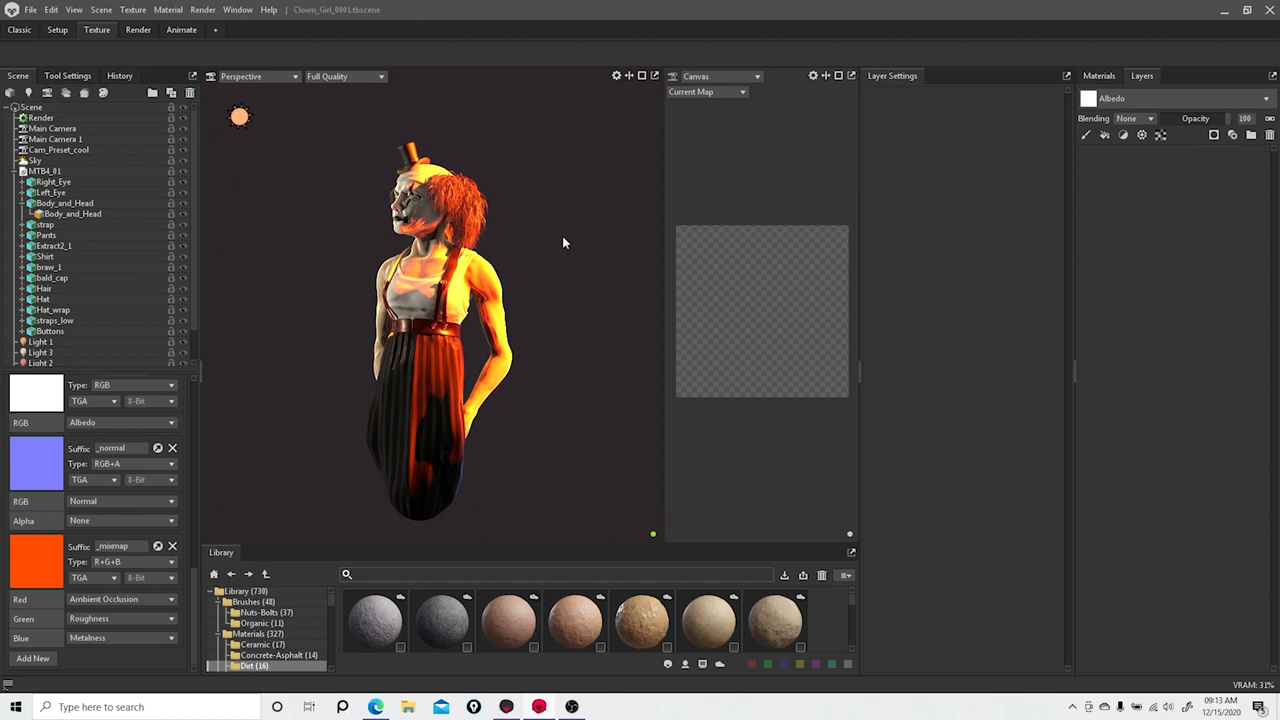 File Edit View Scene Texture Material Render Window Help Clown_Girl_0001.tbscene
Classic Setup Texture Render Animate +
Scene Tool Settings History
Perspective Full Quality
Canvas
Layer Settings
Materials Layers
Current Map
Albedo
Blending None Opacity 100
Scene
Render
Main Camera
Main Camera 1
Cam_Preset_cool
Sky
MTB4_01
Right_Eye
Left_Eye
Body_and_Head
Body_and_Head
strap
Pants
Extract2_1
Shirt
braw_1
bald_cap
Hair
Hat
Hat_wrap
straps_low
Buttons
Light 1
Light 3
Light 2
Type: RGB
TGA 8-Bit
RGB Albedo
Suffix: _normal
Type: RGB+A
TGA 8-Bit
RGB Normal
Alpha None
Suffix: _mixmap
Type: R+G+B
TGA 8-Bit
Red Ambient Occlusion
Green Roughness
Blue Metalness
Add New
Library
Library (730)
Brushes (48)
Nuts-Bolts (37)
Organic (11)
Materials (327)
Ceramic (17)
Concrete-Asphalt (14)
Dirt (16)
VRAM: 31%
Type here to search
09:13 AM
12/15/2020